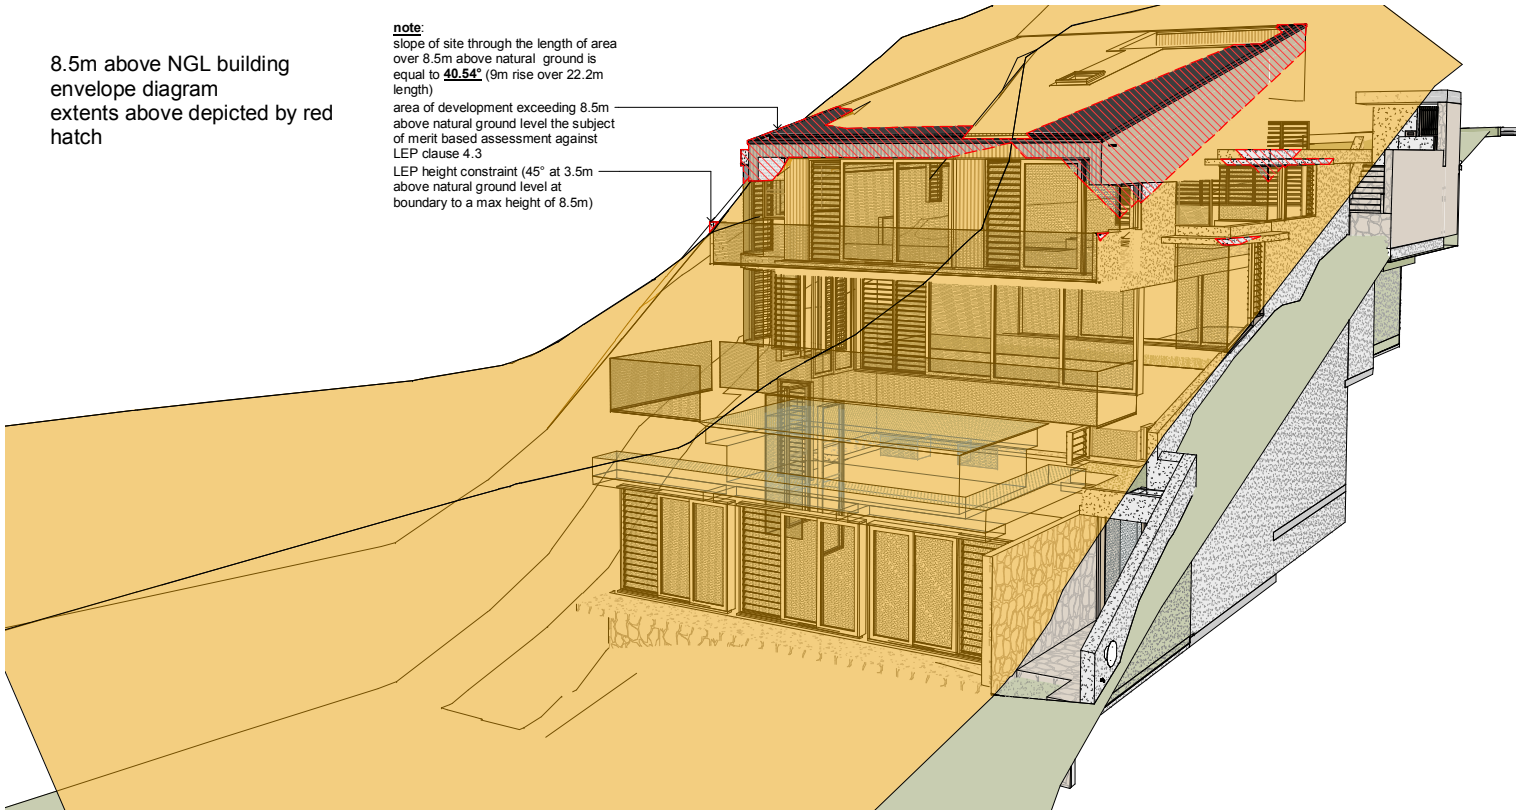 8.5m above NGL building
envelope diagram
extents above depicted by red
hatch
note:
slope of site through the length of area
over 8.5m above natural ground is
equal to 40.54° (9m rise over 22.2m
length)
area of development exceeding 8.5m
above natural ground level the subject
of merit based assessment against
LEP clause 4.3
LEP height constraint (45° at 3.5m
above natural ground level at
boundary to a max height of 8.5m)